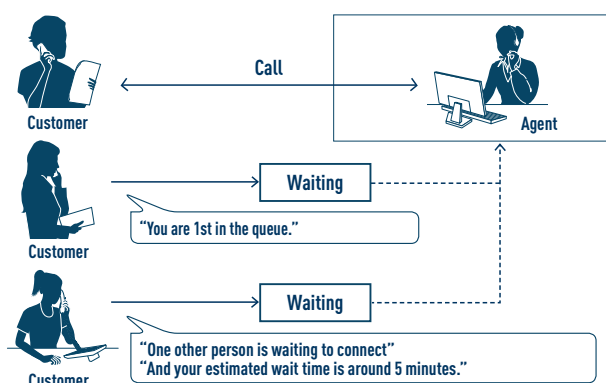 Call
Customer
Agent
Waiting
“You are 1st in the queue.”
Customer
Waiting
“One other person is waiting to connect”
“And your estimated wait time is around 5 minutes.”
Customer